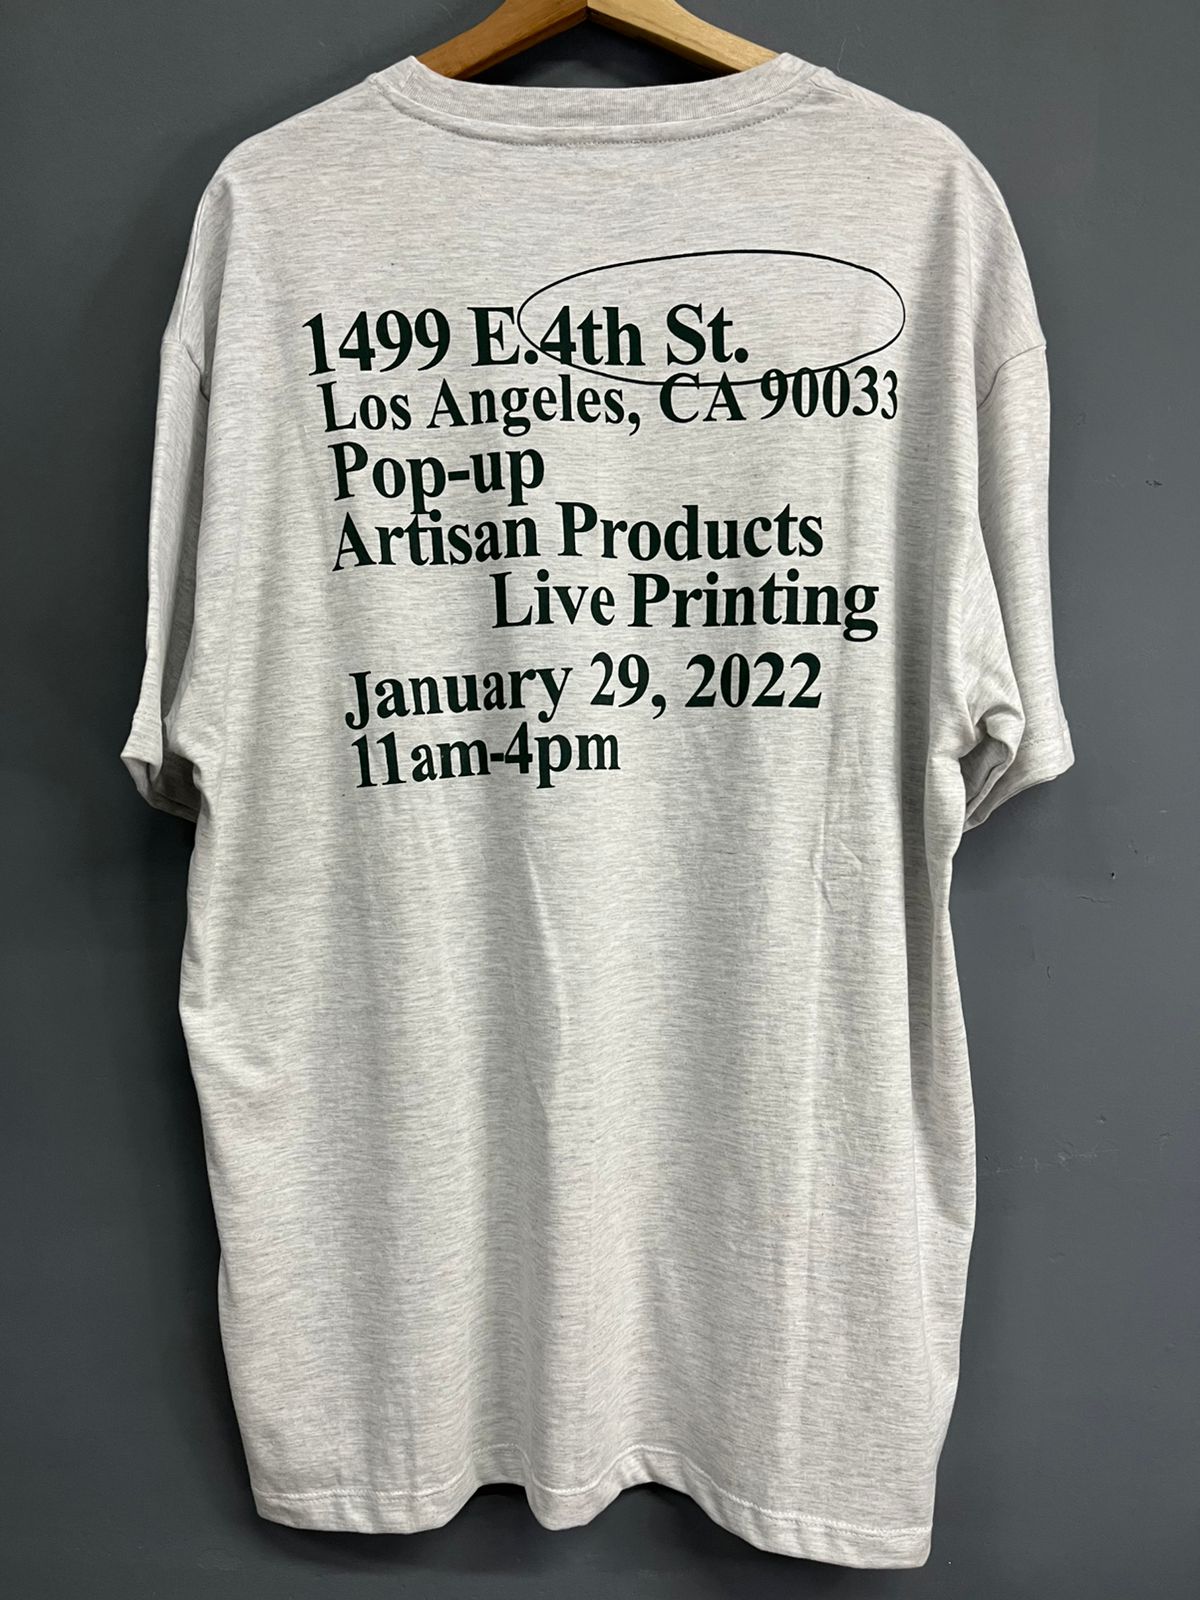 1499 E.4th St.
Los Angeles, CA 90033
Pop-up
Artisan Products
Live Printing
January 29, 2022
11am-4pm